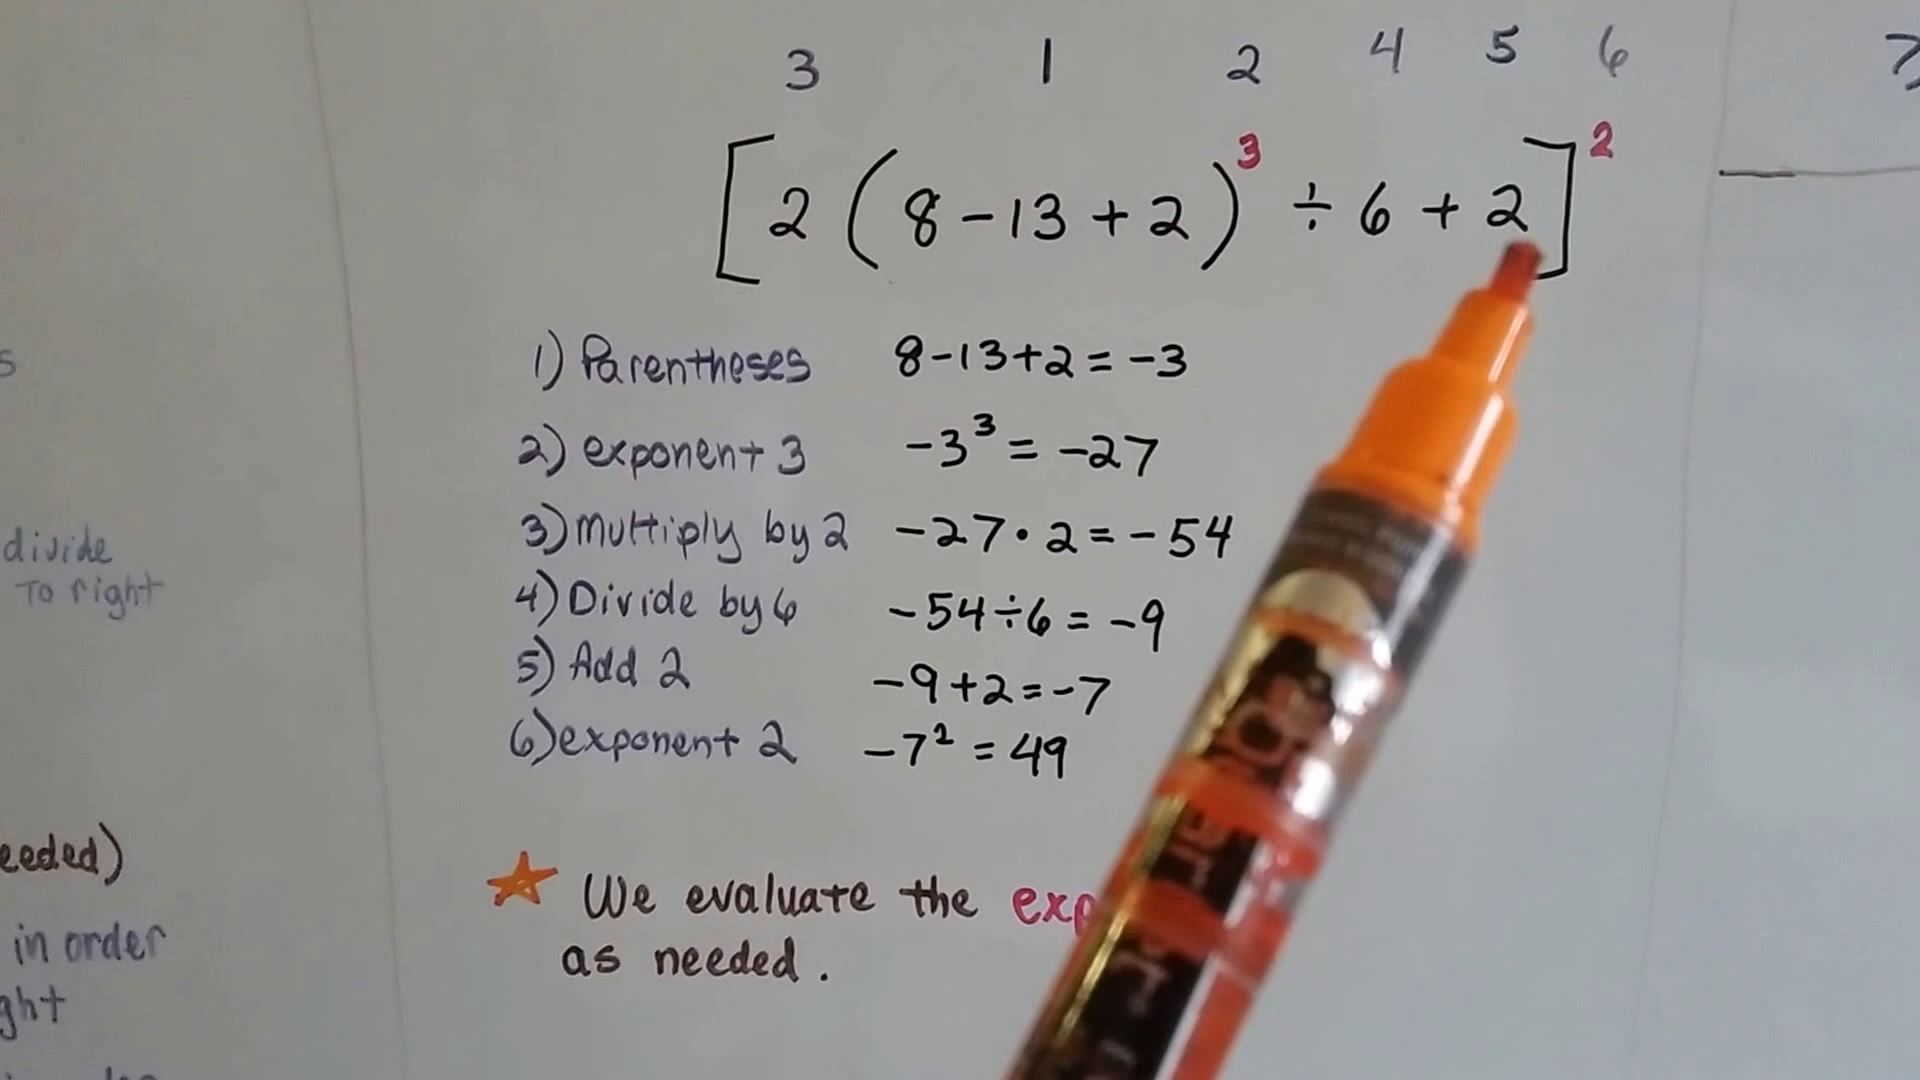 3 1 2 4 5 6
[2(8-13+2)³ ÷ 6 + 2]²
1) Parentheses 8-13+2 = -3
2) exponent 3 -3³ = -27
3) Multiply by 2 -27·2 = -54
4) Divide by 6 -54÷6 = -9
5) Add 2 -9+2 = -7
6) exponent 2 -7² = 49
We evaluate the exp
as needed.
s
divide
To right
eeded)
in order
ght
7)